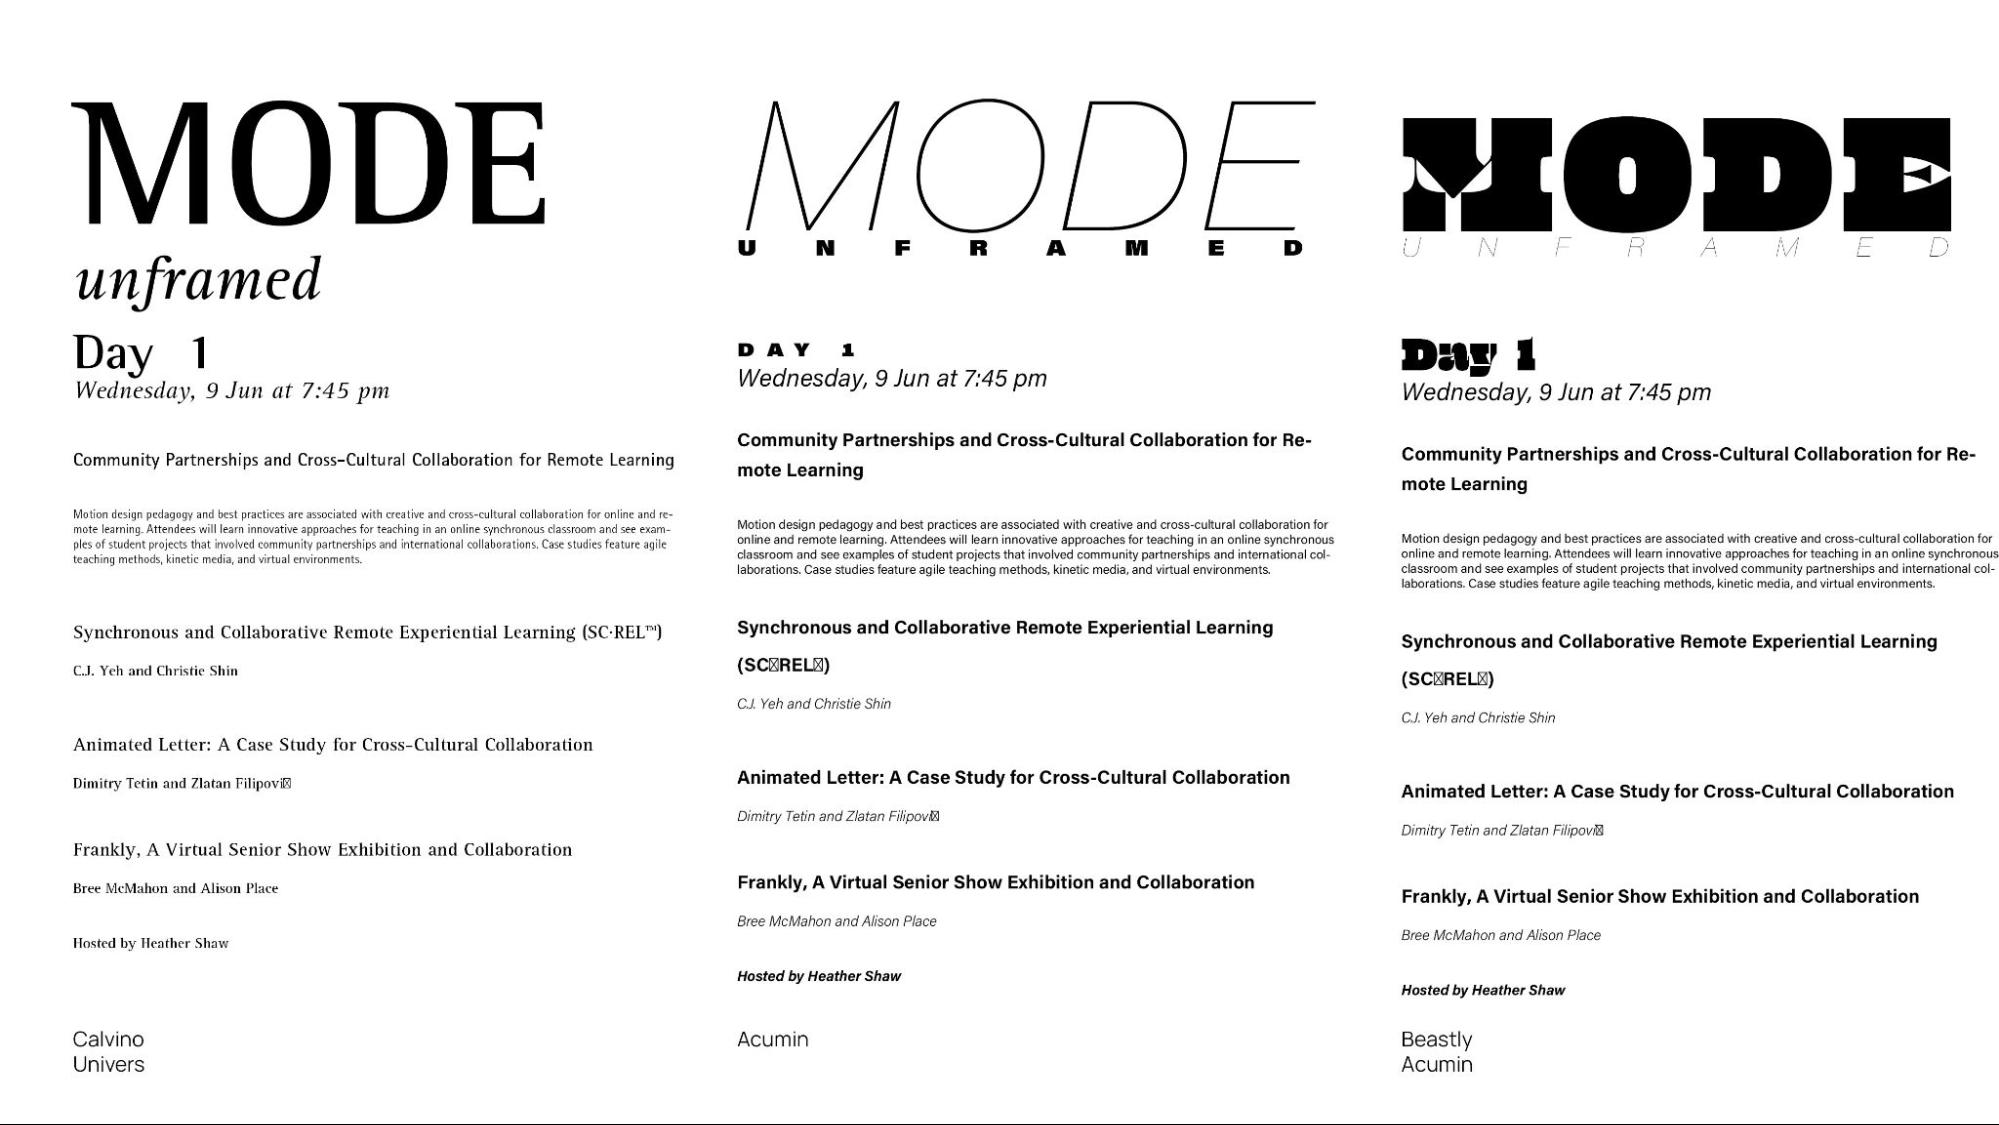 MODE
unframed
Day 1
Wednesday, 9 Jun at 7:45 pm
Community Partnerships and Cross-Cultural Collaboration for Remote Learning
Motion design pedagogy and best practices are associated with creative and cross-cultural collaboration for online and re-
mote learning. Attendees will learn innovative approaches for teaching in an online synchronous classroom and see exam-
ples of student projects that involved community partnerships and international collaborations. Case studies feature agile
teaching methods, kinetic media, and virtual environments.
Synchronous and Collaborative Remote Experiential Learning (SC·REL™)
C.J. Yeh and Christie Shin
Animated Letter: A Case Study for Cross-Cultural Collaboration
Dimitry Tetin and Zlatan Filipovi☒
Frankly, A Virtual Senior Show Exhibition and Collaboration
Bree McMahon and Alison Place
Hosted by Heather Shaw
Calvino
Univers
MODE
UNFRAMED
DAY 1
Wednesday, 9 Jun at 7:45 pm
Community Partnerships and Cross-Cultural Collaboration for Re-
mote Learning
Motion design pedagogy and best practices are associated with creative and cross-cultural collaboration for
online and remote learning. Attendees will learn innovative approaches for teaching in an online synchronous
classroom and see examples of student projects that involved community partnerships and international col-
laborations. Case studies feature agile teaching methods, kinetic media, and virtual environments.
Synchronous and Collaborative Remote Experiential Learning
(SC☒REL☒)
C.J. Yeh and Christie Shin
Animated Letter: A Case Study for Cross-Cultural Collaboration
Dimitry Tetin and Zlatan Filipovi☒
Frankly, A Virtual Senior Show Exhibition and Collaboration
Bree McMahon and Alison Place
Hosted by Heather Shaw
Acumin
MODE
UNFRAMED
Day 1
Wednesday, 9 Jun at 7:45 pm
Community Partnerships and Cross-Cultural Collaboration for Re-
mote Learning
Motion design pedagogy and best practices are associated with creative and cross-cultural collaboration for
online and remote learning. Attendees will learn innovative approaches for teaching in an online synchronous
classroom and see examples of student projects that involved community partnerships and international col-
laborations. Case studies feature agile teaching methods, kinetic media, and virtual environments.
Synchronous and Collaborative Remote Experiential Learning
(SC☒REL☒)
C.J. Yeh and Christie Shin
Animated Letter: A Case Study for Cross-Cultural Collaboration
Dimitry Tetin and Zlatan Filipovi☒
Frankly, A Virtual Senior Show Exhibition and Collaboration
Bree McMahon and Alison Place
Hosted by Heather Shaw
Beastly
Acumin